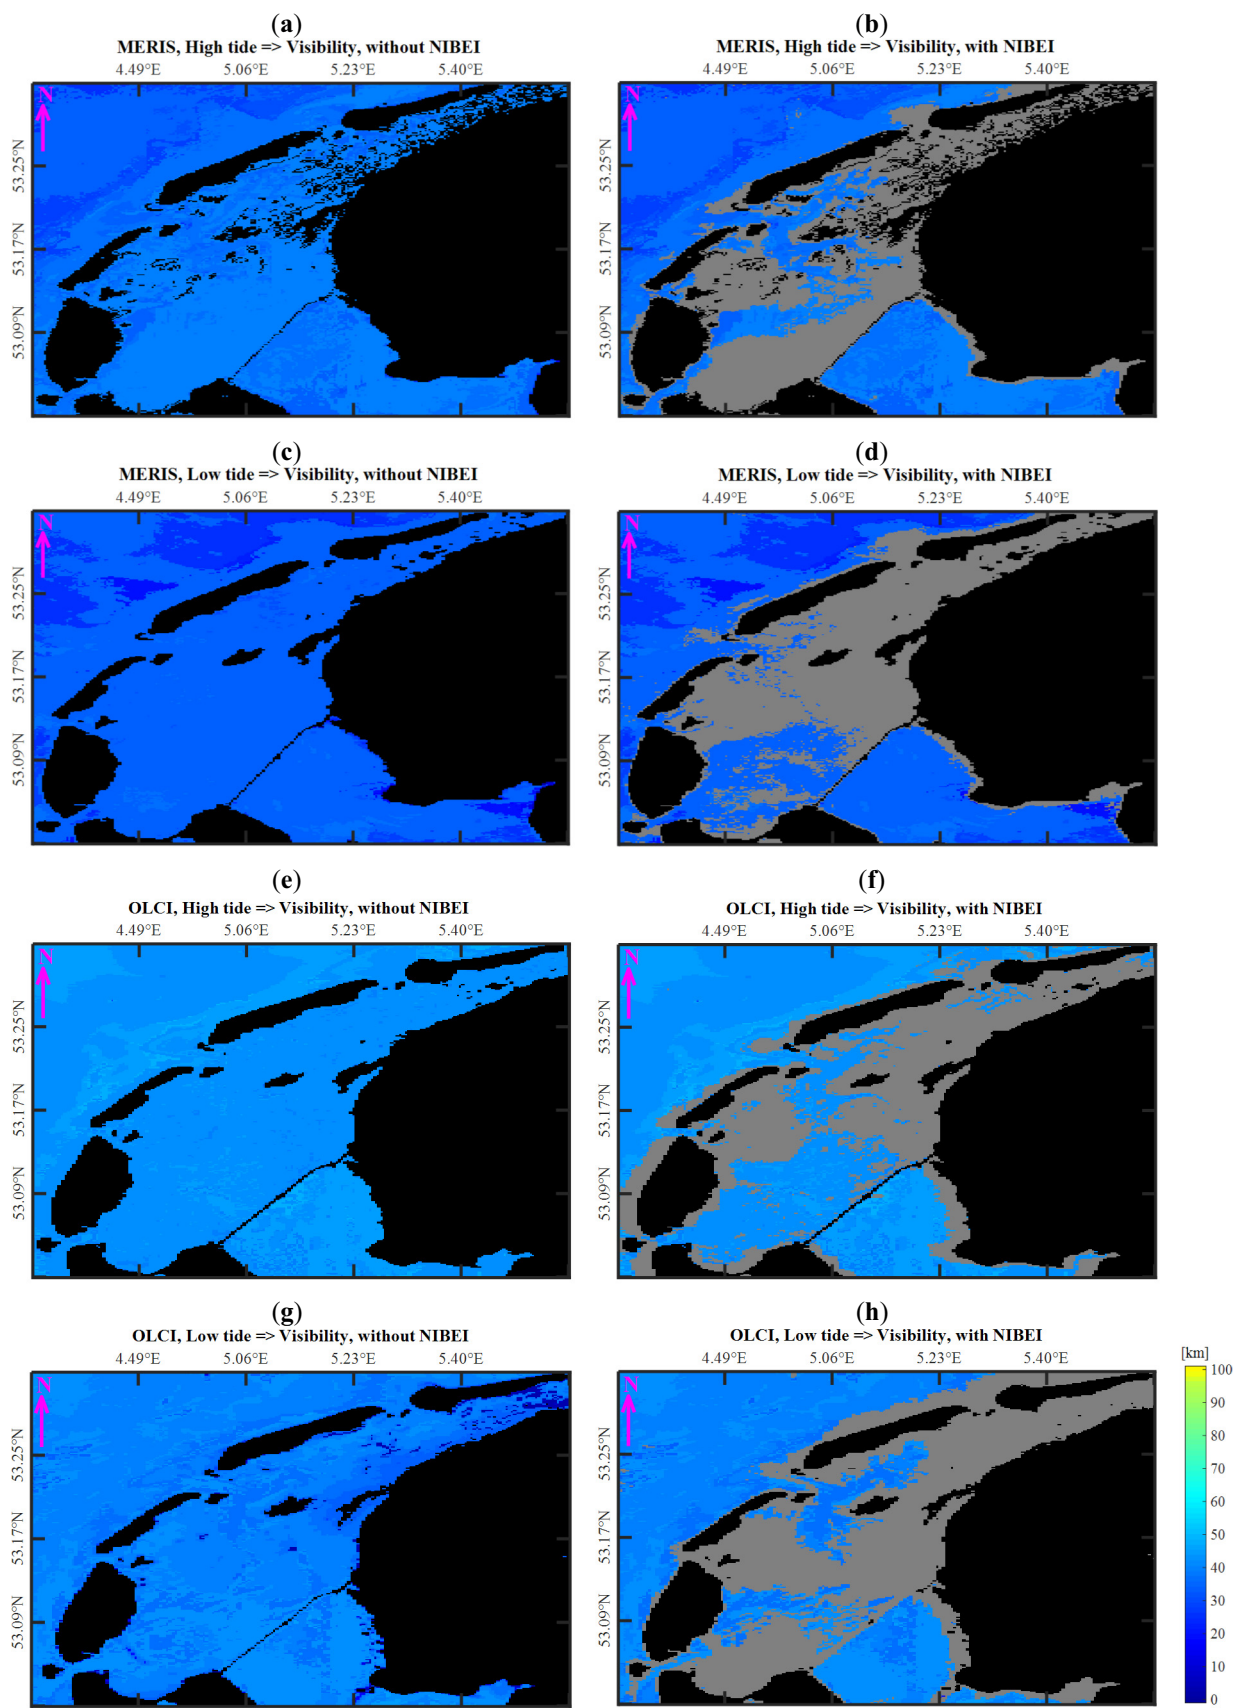 (a)
MERIS, High tide => Visibility, without NIBEI
4.49°E 5.06°E 5.23°E 5.40°E
N
53.25°N
53.17°N
53.09°N
(b)
MERIS, High tide => Visibility, with NIBEI
4.49°E 5.06°E 5.23°E 5.40°E
N
53.25°N
53.17°N
53.09°N
(c)
MERIS, Low tide => Visibility, without NIBEI
4.49°E 5.06°E 5.23°E 5.40°E
N
53.25°N
53.17°N
53.09°N
(d)
MERIS, Low tide => Visibility, with NIBEI
4.49°E 5.06°E 5.23°E 5.40°E
N
53.25°N
53.17°N
53.09°N
(e)
OLCI, High tide => Visibility, without NIBEI
4.49°E 5.06°E 5.23°E 5.40°E
N
53.25°N
53.17°N
53.09°N
(f)
OLCI, High tide => Visibility, with NIBEI
4.49°E 5.06°E 5.23°E 5.40°E
N
53.25°N
53.17°N
53.09°N
(g)
OLCI, Low tide => Visibility, without NIBEI
4.49°E 5.06°E 5.23°E 5.40°E
N
53.25°N
53.17°N
53.09°N
(h)
OLCI, Low tide => Visibility, with NIBEI
4.49°E 5.06°E 5.23°E 5.40°E
N
53.25°N
53.17°N
53.09°N
[km]
100
90
80
70
60
50
40
30
20
10
0